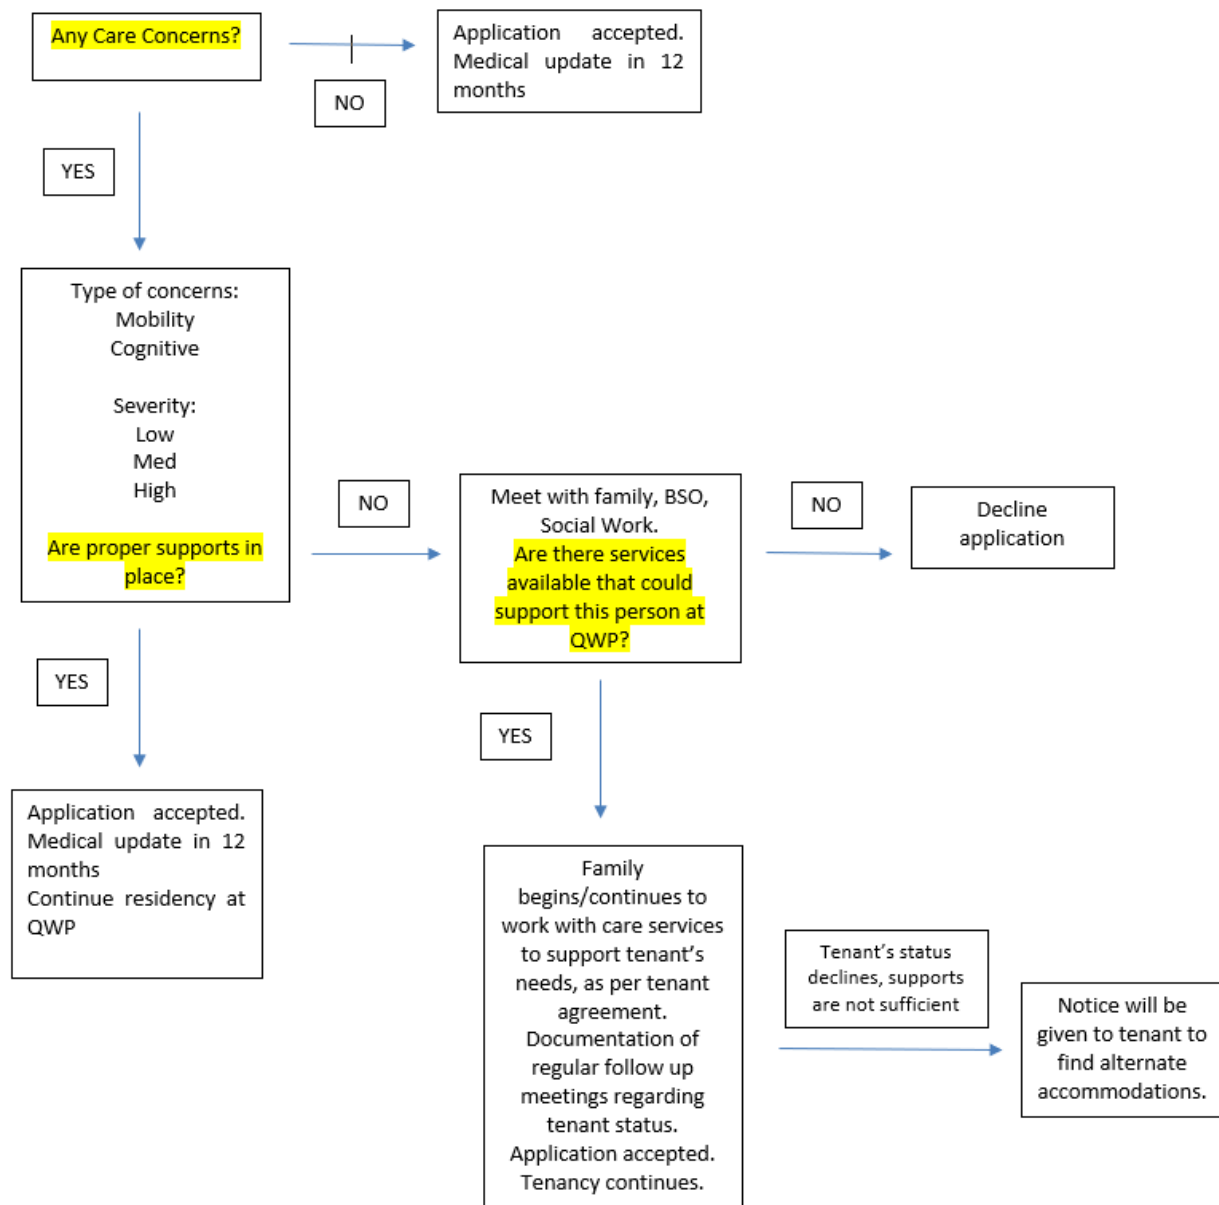 Any Care Concerns?
Application accepted.
Medical update in 12
months
NO
YES
Type of concerns:
Mobility
Cognitive
Severity:
Low
Med
High
Are proper supports in
place?
NO
Meet with family, BSO,
Social Work.
Are there services
available that could
support this person at
QWP?
NO
Decline
application
YES
YES
Application accepted.
Medical update in 12
months
Continue residency at
QWP
Family
begins/continues to
work with care services
to support tenant’s
needs, as per tenant
agreement.
Documentation of
regular follow up
meetings regarding
tenant status.
Application accepted.
Tenancy continues.
Tenant’s status
declines, supports
are not sufficient
Notice will be
given to tenant to
find alternate
accommodations.